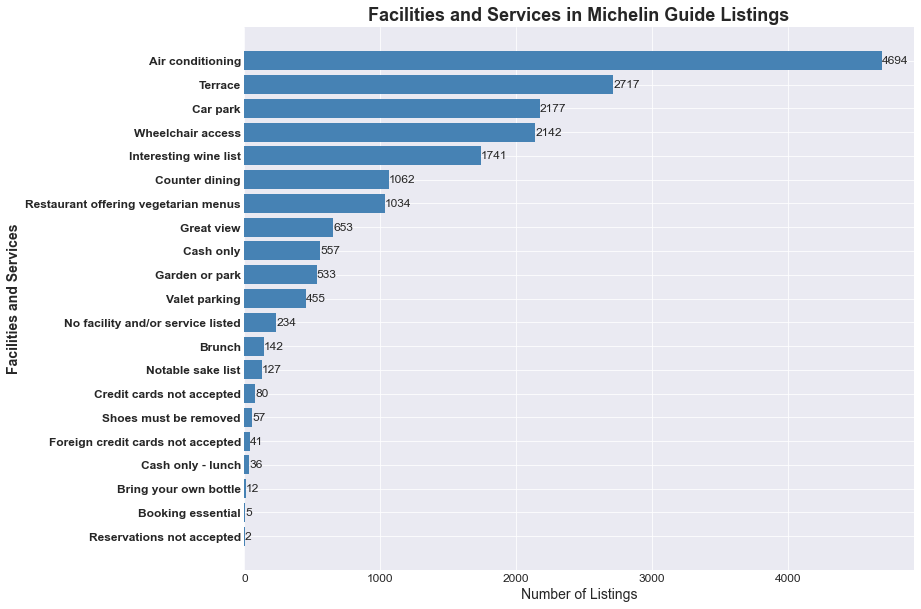 Facilities and Services in Michelin Guide Listings
Facilities and Services
Air conditioning 4694
Terrace 2717
Car park 2177
Wheelchair access 2142
Interesting wine list 1741
Counter dining 1062
Restaurant offering vegetarian menus 1034
Great view 653
Cash only 557
Garden or park 533
Valet parking 455
No facility and/or service listed 234
Brunch 142
Notable sake list 127
Credit cards not accepted 80
Shoes must be removed 57
Foreign credit cards not accepted 41
Cash only - lunch 36
Bring your own bottle 12
Booking essential 5
Reservations not accepted 2
0 1000 2000 3000 4000
Number of Listings